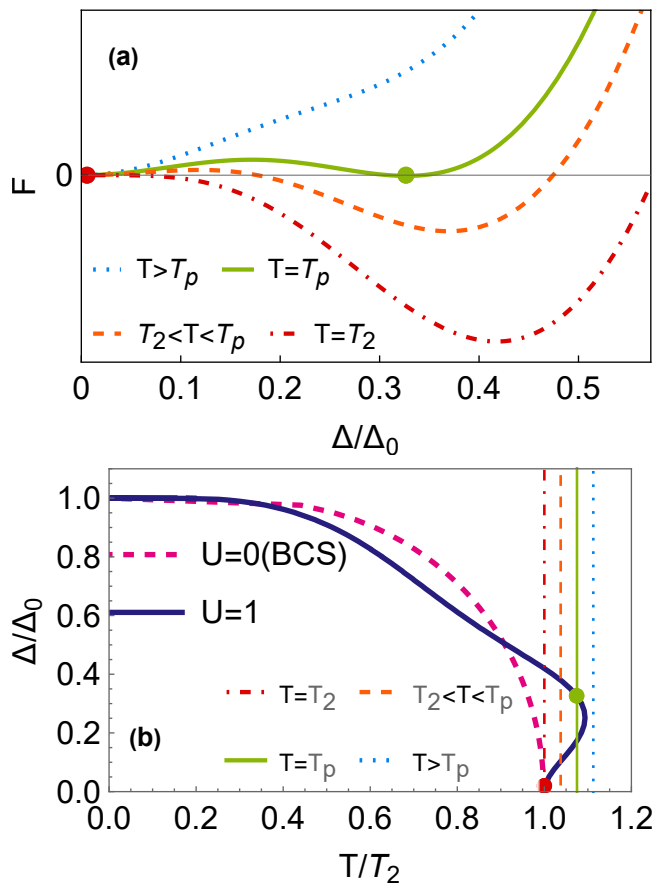 (a)
F
0
T>Tp T=Tp
T2<T<Tp T=T2
0 0.1 0.2 0.3 0.4 0.5
Δ/Δ0
1.0
0.8
0.6
0.4
0.2
0.0
Δ/Δ0
U=0(BCS)
U=1
T=T2 T2<T<Tp
(b)
T=Tp T>Tp
0.0 0.2 0.4 0.6 0.8 1.0 1.2
T/T2